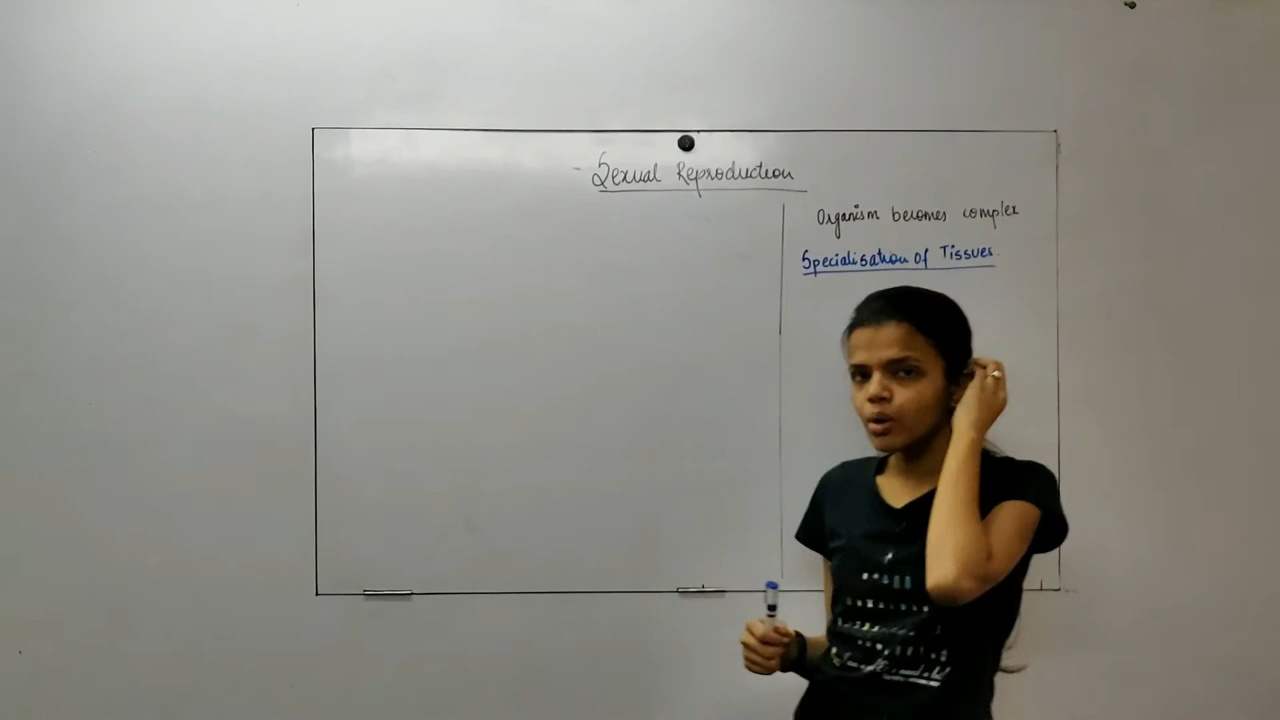 - Sexual Reproduction
Organism becomes complex
Specialisation of Tissues.